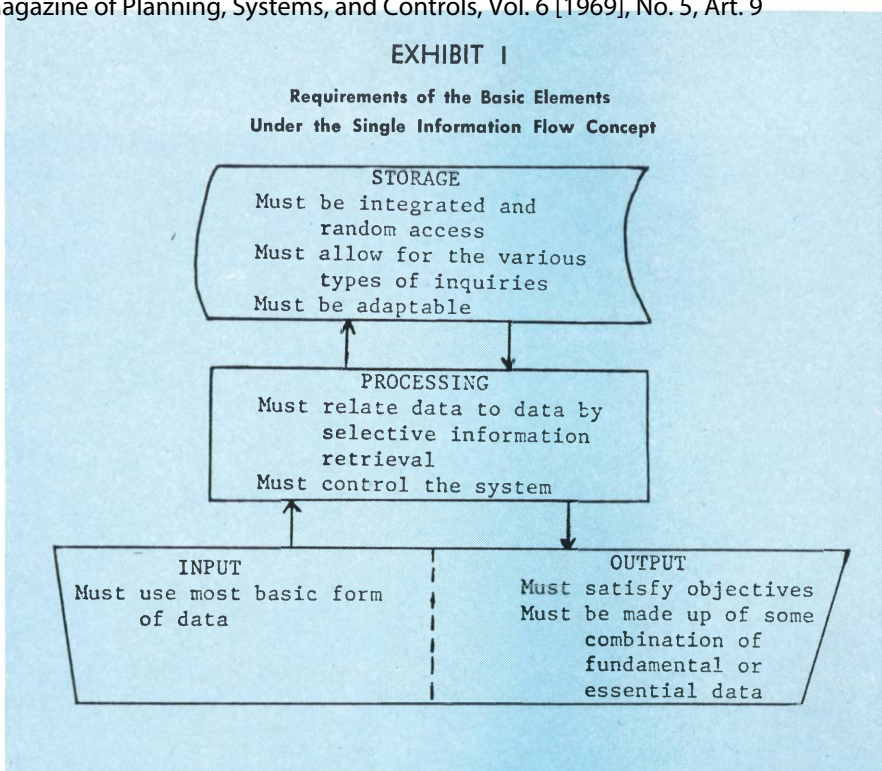 agazine of Planning, Systems, and Controls, Vol. 6 [1969], No. 5, Art. 9
EXHIBIT I
Requirements of the Basic Elements
Under the Single Information Flow Concept
STORAGE
Must be integrated and
random access
Must allow for the various
types of inquiries
Must be adaptable
PROCESSING
Must relate data to data by
selective information
retrieval
Must control the system
INPUT
Must use most basic form
of data
OUTPUT
Must satisfy objectives
Must be made up of some
combination of
fundamental or
essential data